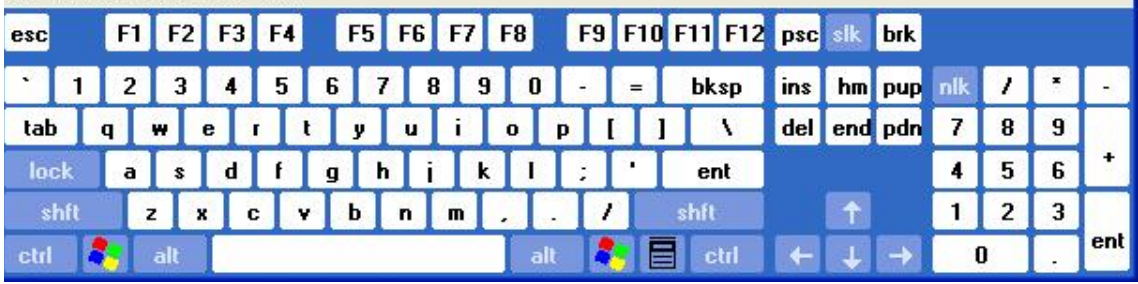 esc F1 F2 F3 F4 F5 F6 F7 F8 F9 F10 F11 F12 psc slk brk
` 1 2 3 4 5 6 7 8 9 0 - = bksp ins hm pup nlk / * -
tab q w e r t y u i o p [ ] \ del end pdn 7 8 9 +
lock a s d f g h j k l ; ' ent 4 5 6
shft z x c v b n m , . / shft ↑ 1 2 3 ent
ctrl alt alt ctrl ← ↓ → 0 .